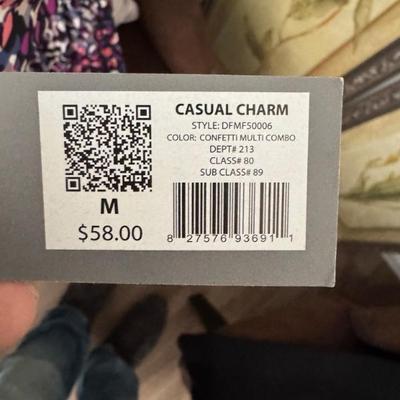 CASUAL CHARM
STYLE: DFMF50006
COLOR: CONFETTI MULTI COMBO
DEPT# 213
CLASS# 80
SUB CLASS# 89
M
$58.00
8 27576 93691 1